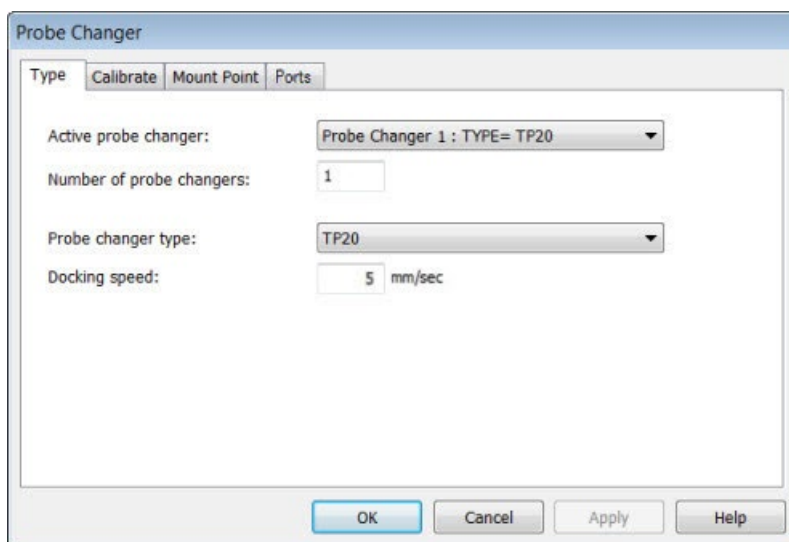 Probe Changer
Type Calibrate Mount Point Ports
Active probe changer: Probe Changer 1 : TYPE= TP20
Number of probe changers: 1
Probe changer type: TP20
Docking speed: 5 mm/sec
OK Cancel Apply Help